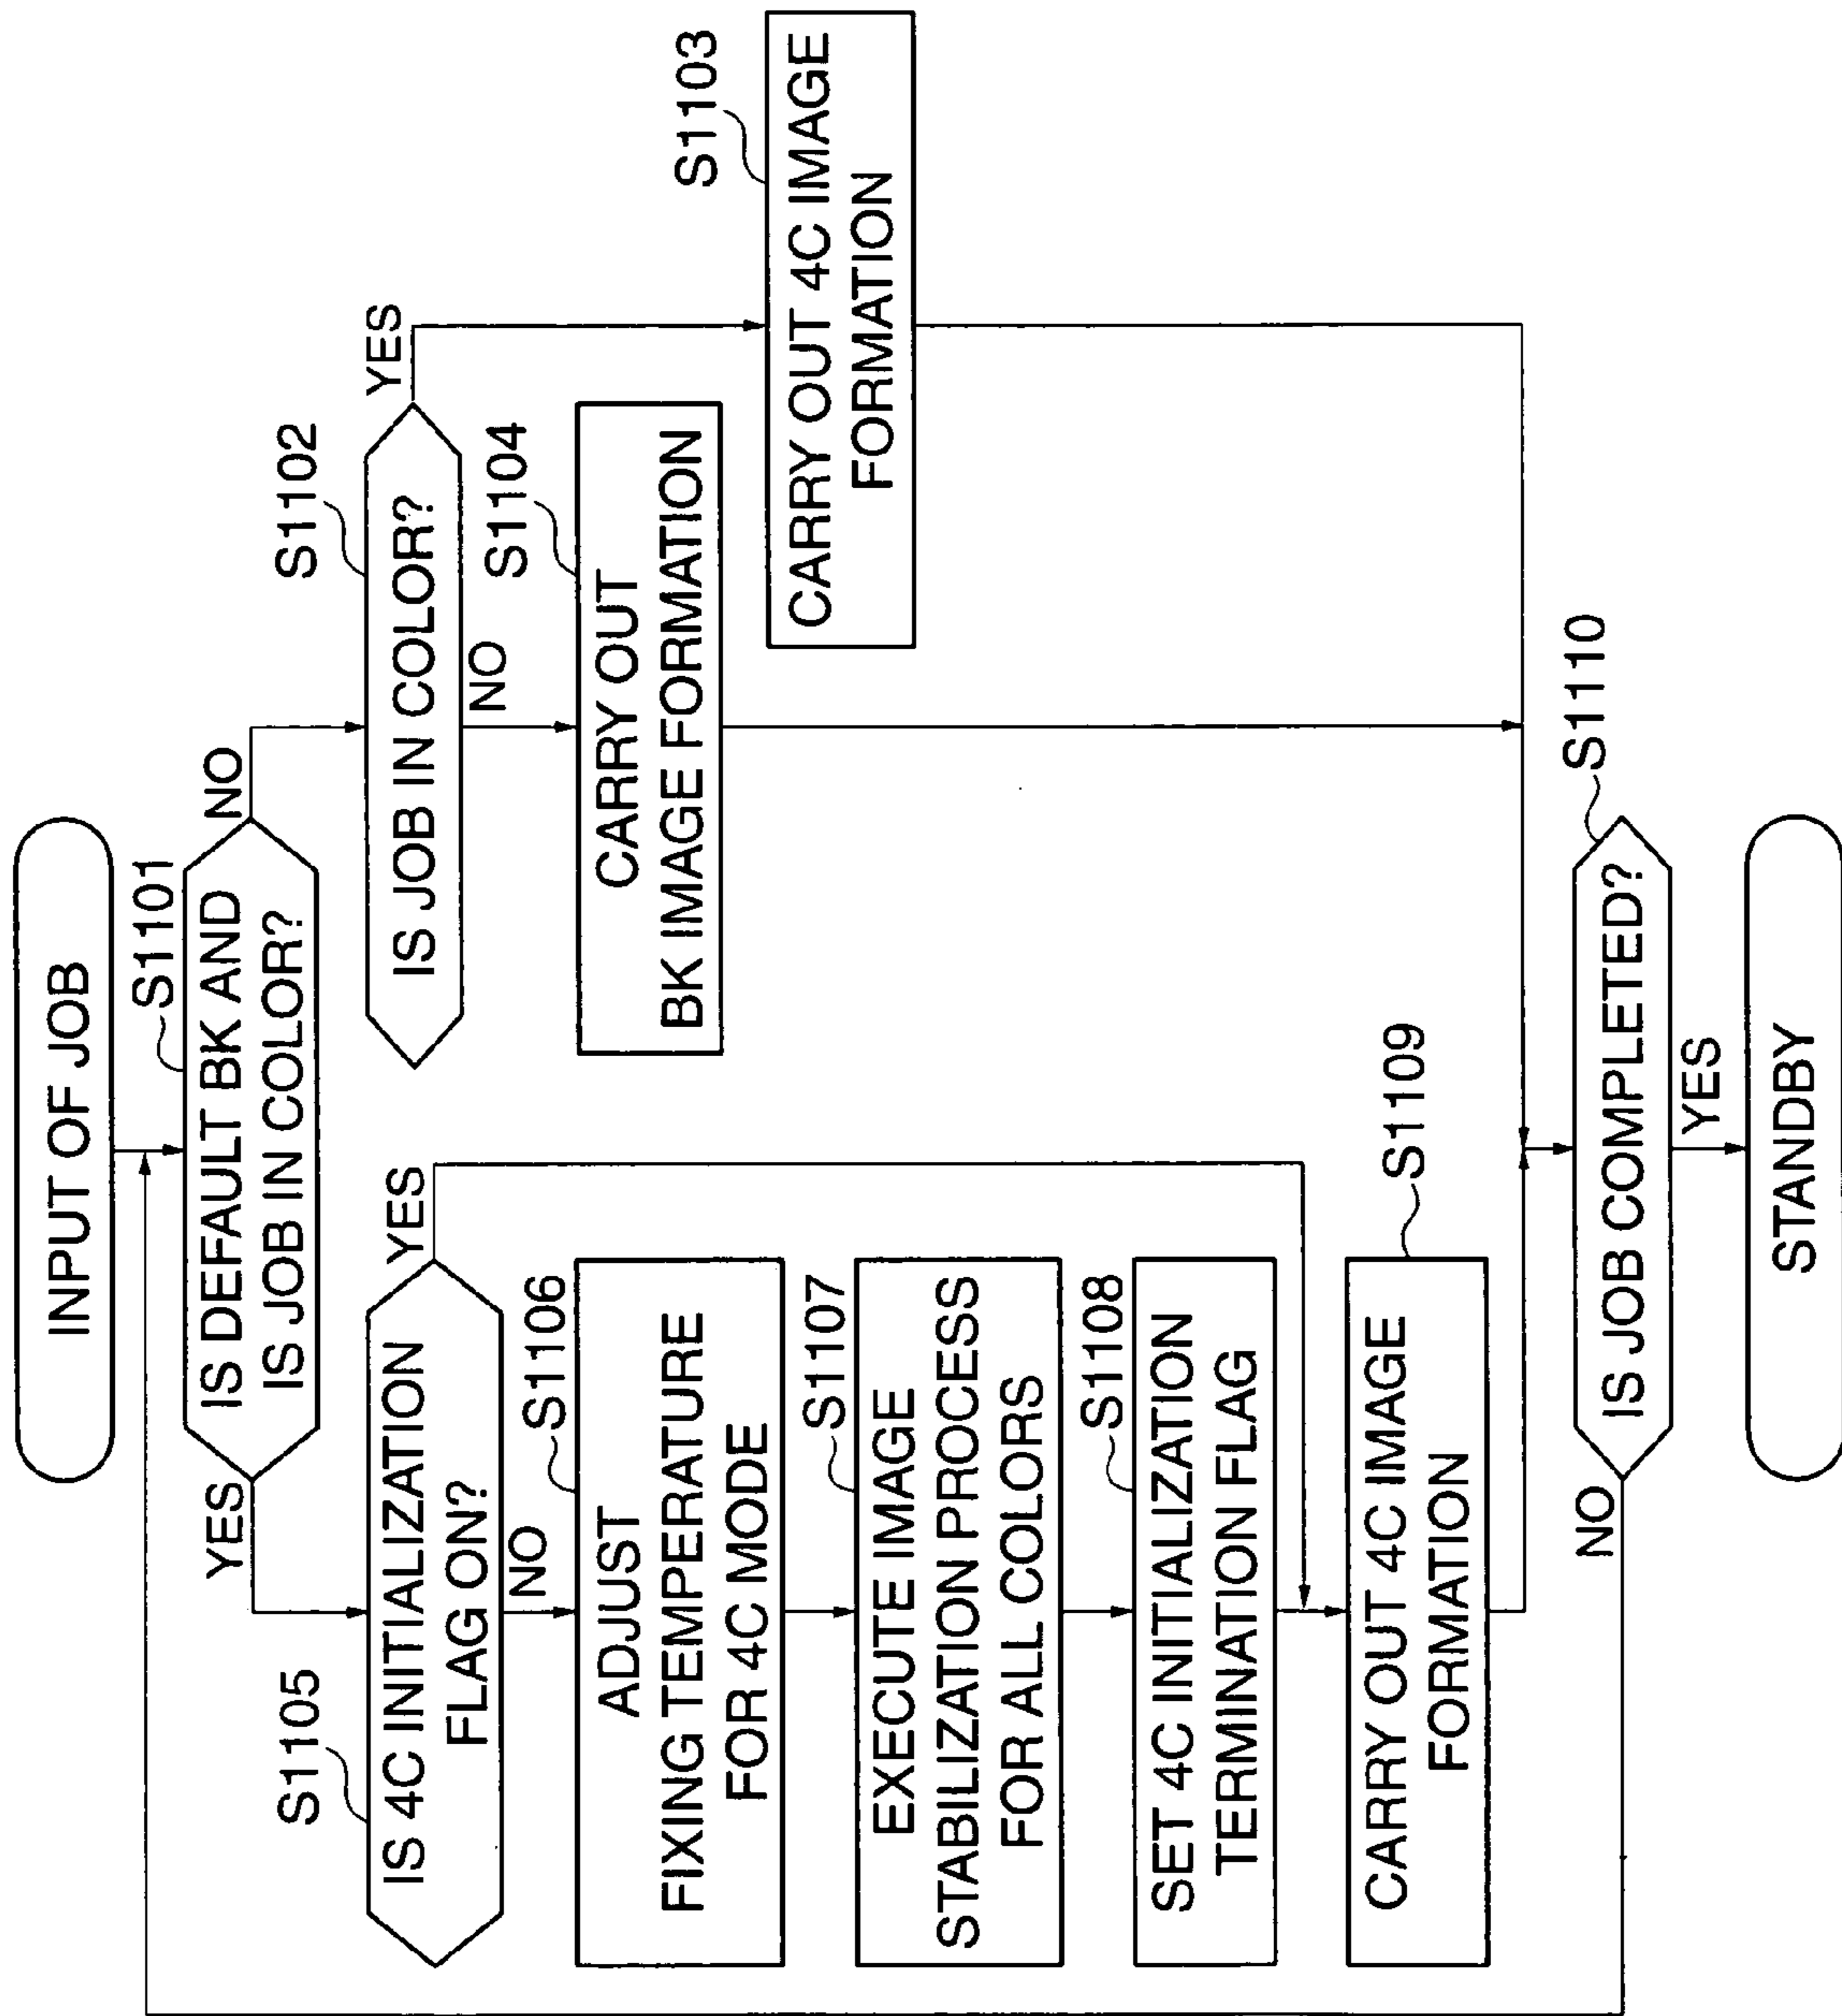 INPUT OF JOB
S1101
IS DEFAULT BK AND
IS JOB IN COLOR?
YES
NO
S1105
IS 4C INITIALIZATION
FLAG ON?
YES
NO
S1106
ADJUST
FIXING TEMPERATURE
FOR 4C MODE
S1107
EXECUTE IMAGE
STABILIZATION PROCESS
FOR ALL COLORS
S1108
SET 4C INITIALIZATION
TERMINATION FLAG
S1109
CARRY OUT 4C IMAGE
FORMATION
S1102
IS JOB IN COLOR?
YES
NO
S1104
CARRY OUT
BK IMAGE FORMATION
S1103
CARRY OUT 4C IMAGE
FORMATION
S1110
IS JOB COMPLETED?
NO
YES
STANDBY